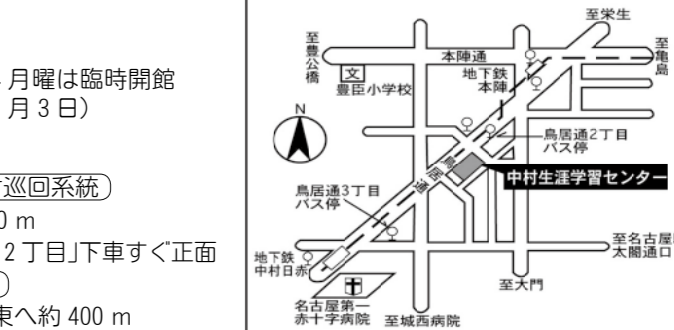 月曜は臨時開館
月3日）
巡回系統
0 m
2丁目」下車すぐ正面
東へ約 400 m
至栄生
至豊公橋
本陣通
至亀島
文
豊臣小学校
地下鉄
本陣
N
鳥居通2丁目
バス停
鳥居通
中村生涯学習センター
鳥居通3丁目
バス停
地下鉄
中村日赤
至名古屋
太閤通口
至大門
名古屋第一
赤十字病院
至城西病院